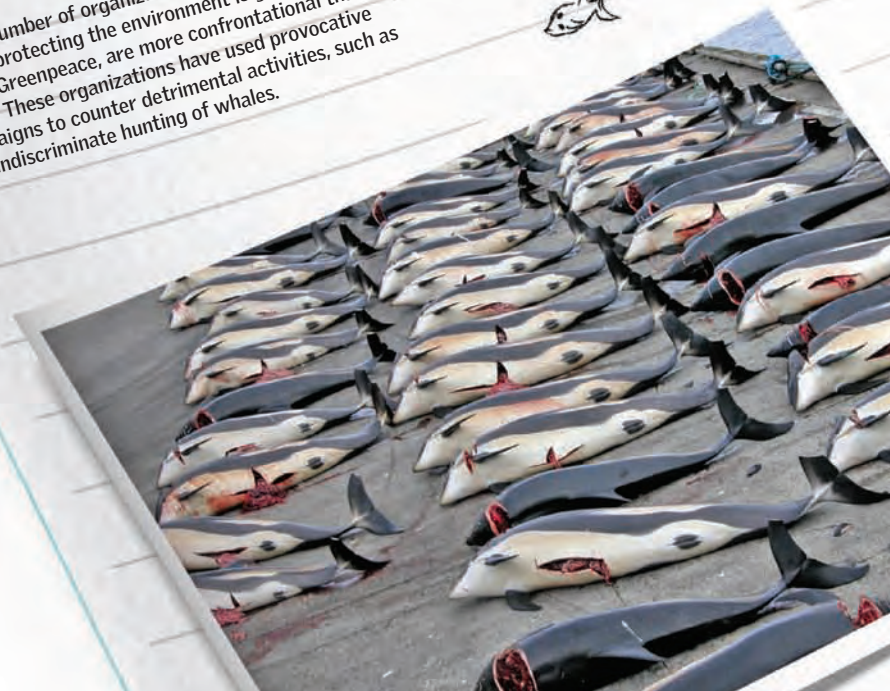 umber of organiz
protecting the environment is g
Greenpeace, are more confrontational th
These organizations have used provocative
aigns to counter detrimental activities, such as
ndiscriminate hunting of whales.